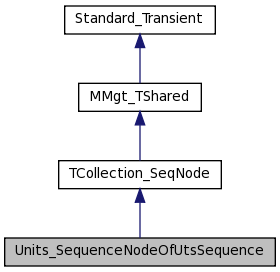 Standard_Transient
MMgt_TShared
TCollection_SeqNode
Units_SequenceNodeOfUtsSequence